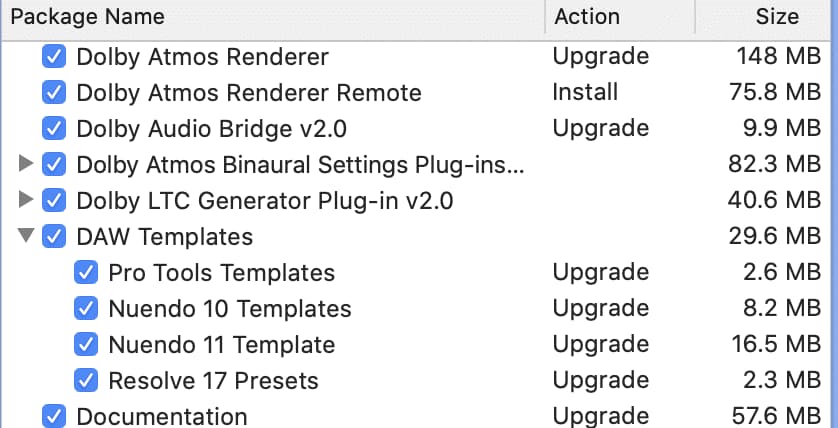 Package Name Action Size
Dolby Atmos Renderer Upgrade 148 MB
Dolby Atmos Renderer Remote Install 75.8 MB
Dolby Audio Bridge v2.0 Upgrade 9.9 MB
Dolby Atmos Binaural Settings Plug-ins... 82.3 MB
Dolby LTC Generator Plug-in v2.0 40.6 MB
DAW Templates 29.6 MB
Pro Tools Templates Upgrade 2.6 MB
Nuendo 10 Templates Upgrade 8.2 MB
Nuendo 11 Template Upgrade 16.5 MB
Resolve 17 Presets Upgrade 2.3 MB
Documentation Upgrade 57.6 MB